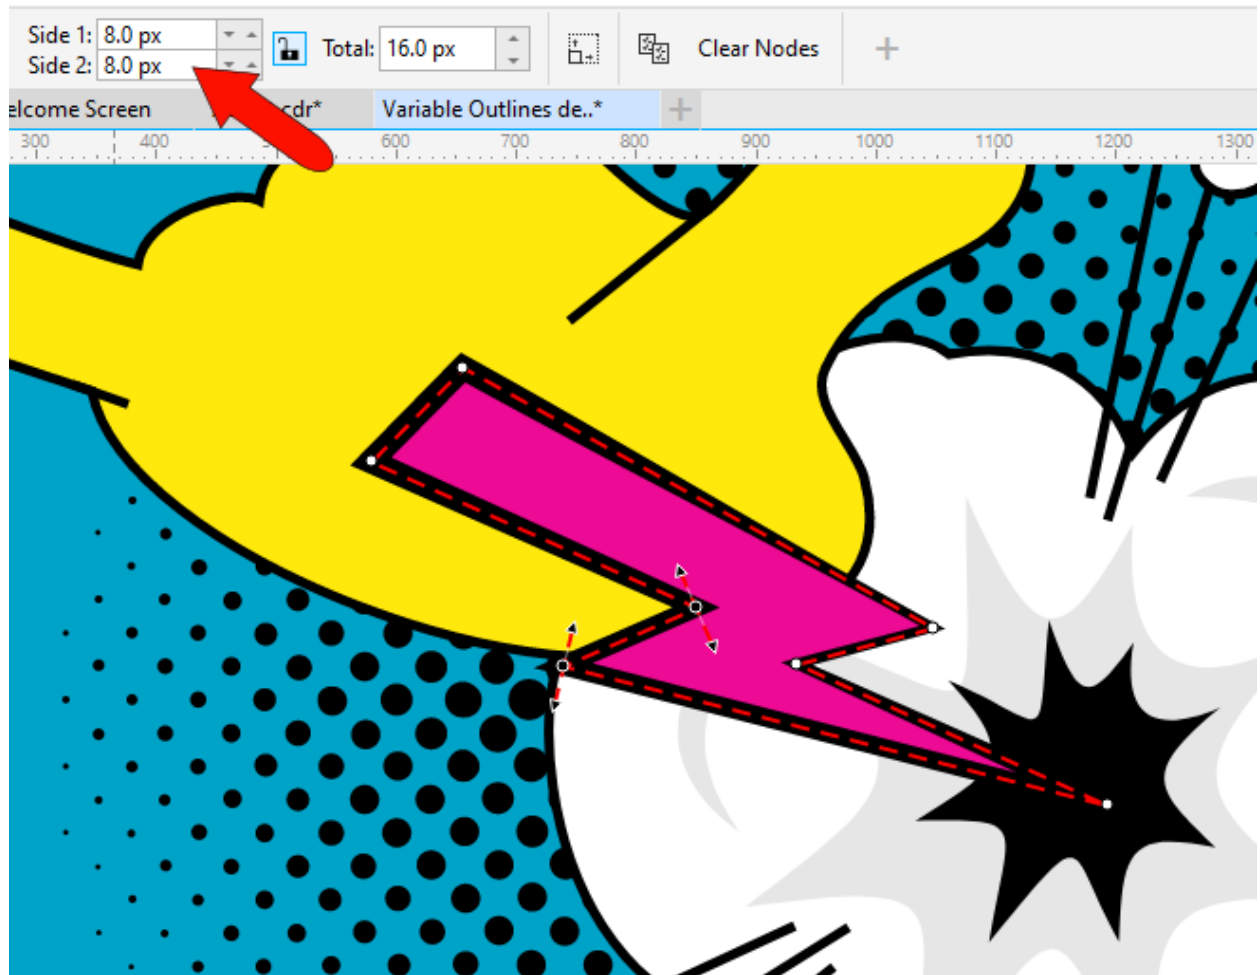 Side 1: 8.0 px
Side 2: 8.0 px
Total: 16.0 px
Clear Nodes
elcome Screen
cdr*
Variable Outlines de..*
300 400 600 700 800 900 1000 1100 1200 1300